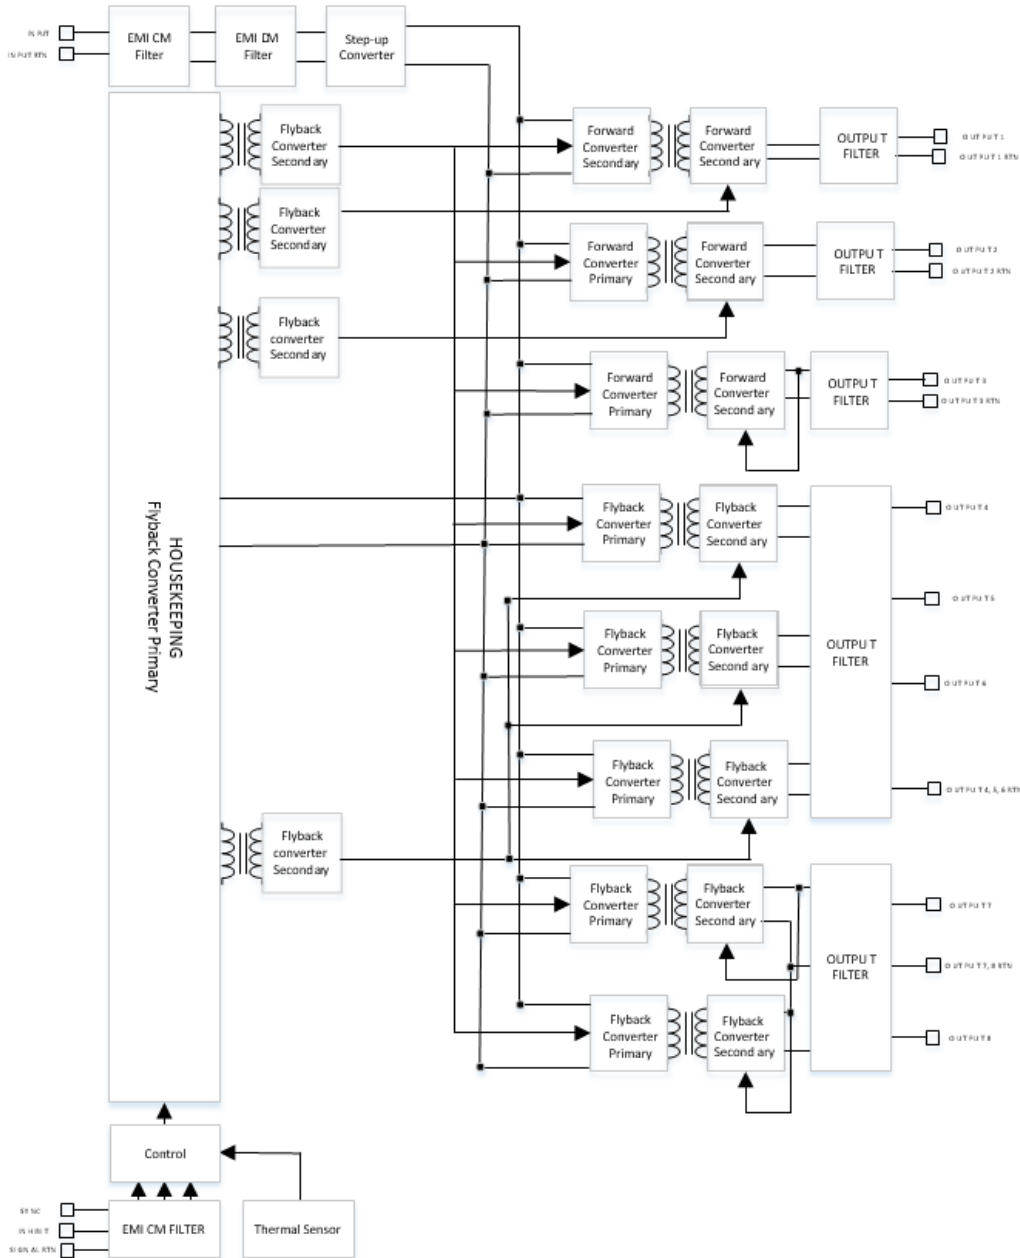 INPUT
INPUT RTN
EMI CM
Filter
EMI DM
Filter
Step-up
Converter
Flyback
Converter
Secondary
Forward
Converter
Secondary
Forward
Converter
Secondary
OUTPUT
FILTER
OUTPUT 1
OUTPUT 1 RTN
Flyback
Converter
Secondary
Forward
Converter
Primary
Forward
Converter
Secondary
OUTPUT
FILTER
OUTPUT 2
OUTPUT 2 RTN
Flyback
converter
Secondary
Forward
Converter
Primary
Forward
Converter
Secondary
OUTPUT
FILTER
OUTPUT 3
OUTPUT 3 RTN
HOUSEKEEPING
Flyback Converter Primary
Flyback
Converter
Primary
Flyback
Converter
Secondary
OUTPUT 4
OUTPUT 5
Flyback
Converter
Primary
Flyback
Converter
Secondary
OUTPUT
FILTER
OUTPUT 6
Flyback
Converter
Primary
Flyback
Converter
Secondary
OUTPUT 4, 5, 6 RTN
Flyback
converter
Secondary
Flyback
Converter
Primary
Flyback
Converter
Secondary
OUTPUT 7
OUTPUT
FILTER
OUTPUT 7, 8 RTN
Flyback
Converter
Primary
Flyback
Converter
Secondary
OUTPUT 8
Control
SYNC
INHIBIT
SIGNAL RTN
EMI CM FILTER
Thermal Sensor